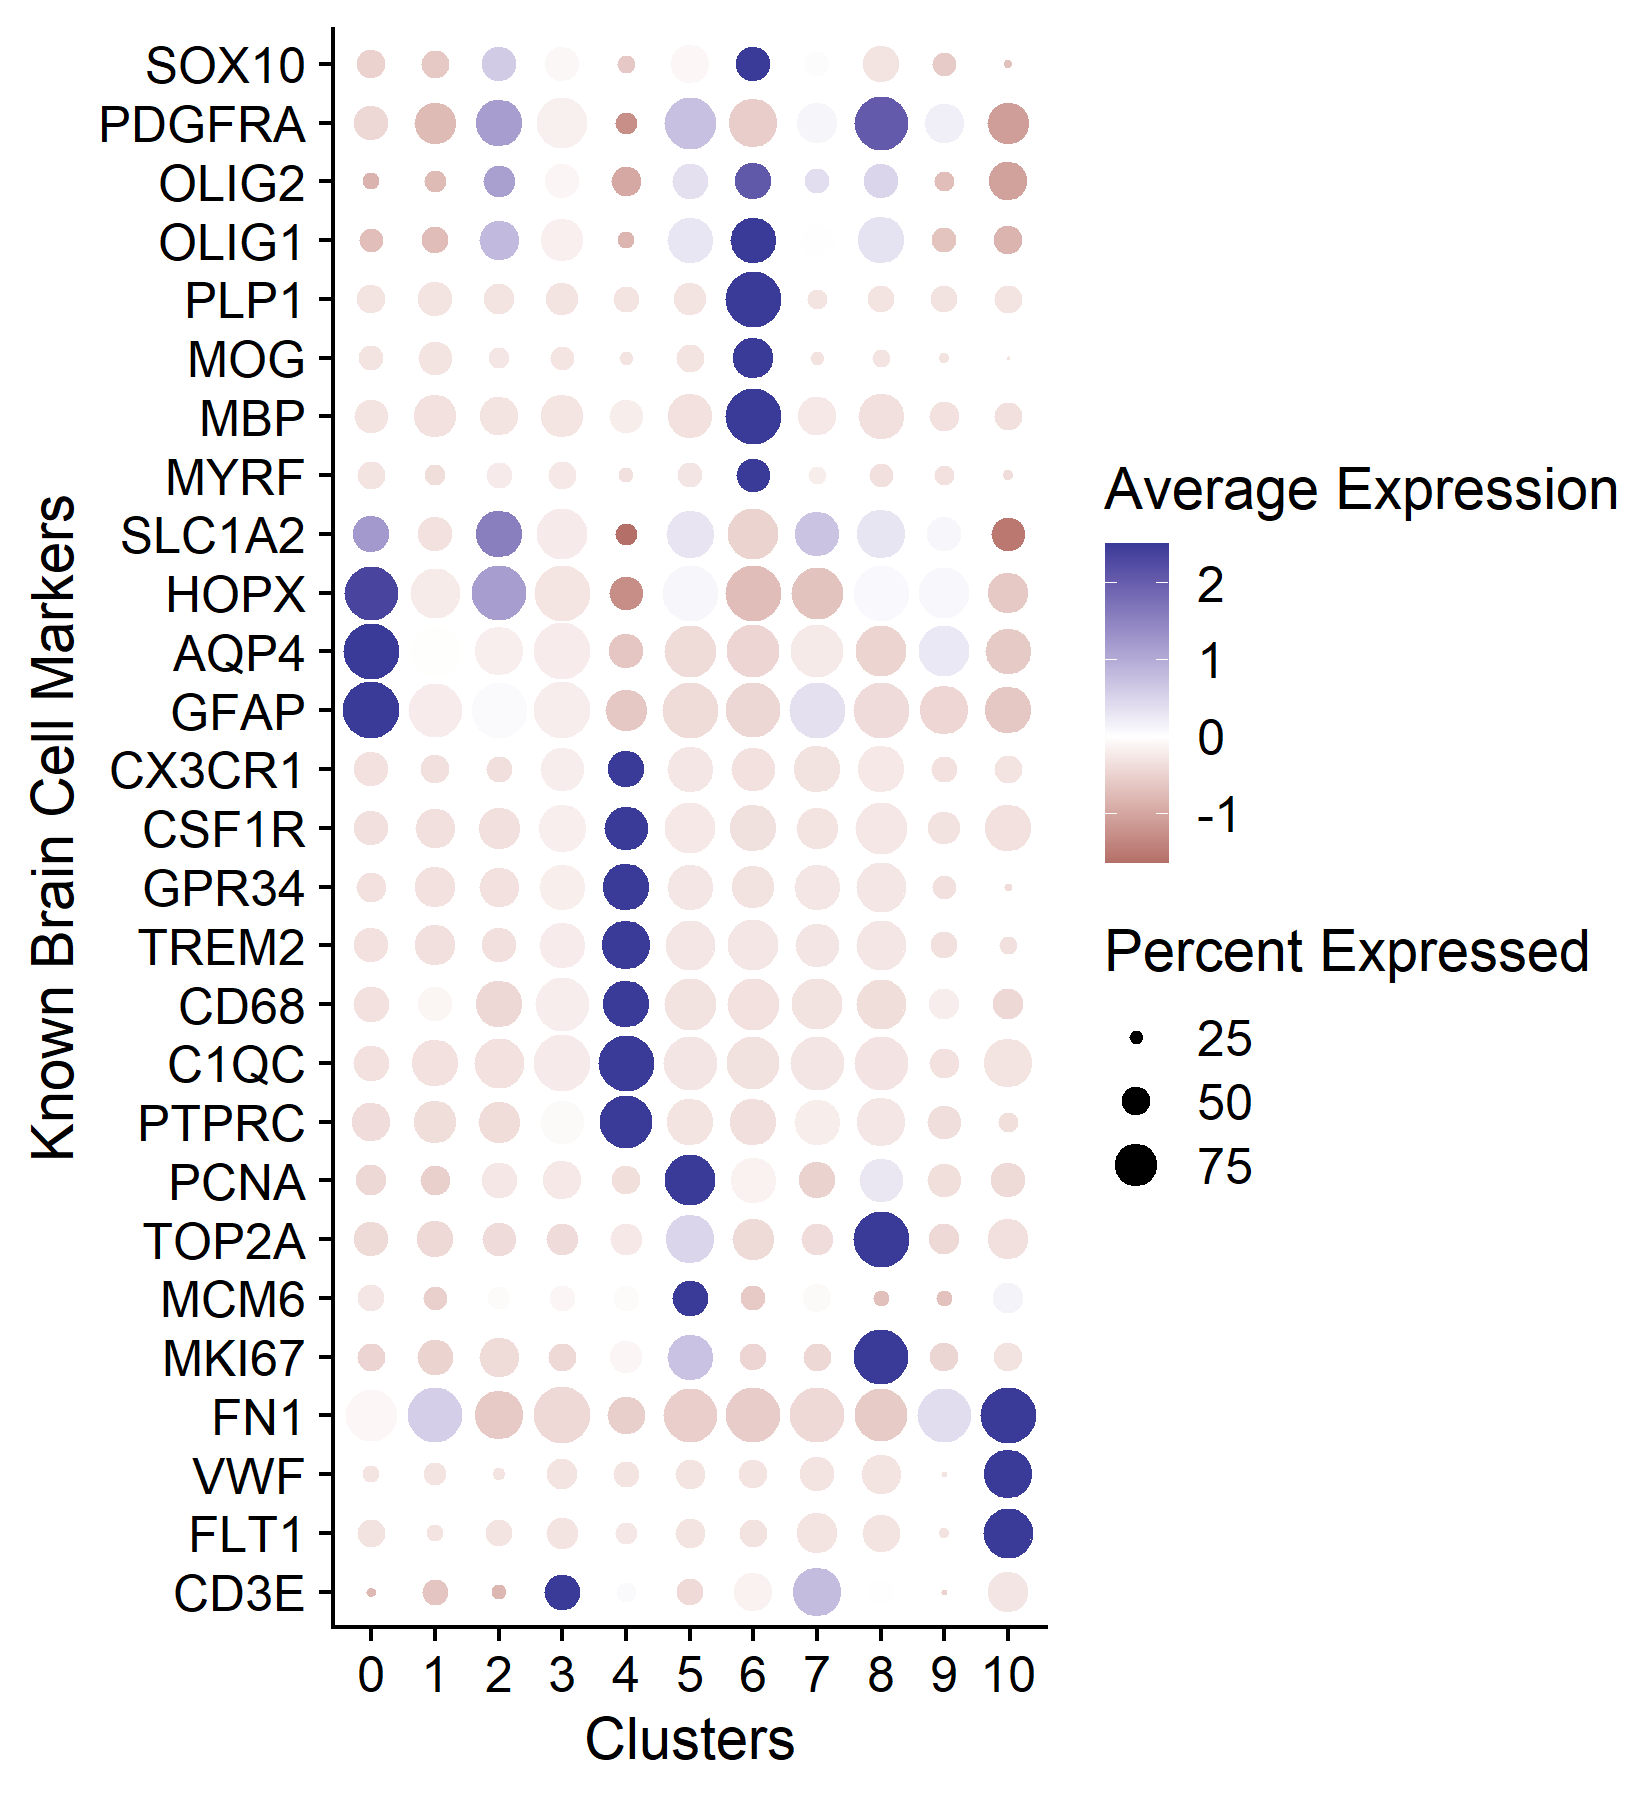 Known Brain Cell Markers
SOX10
PDGFRA
OLIG2
OLIG1
PLP1
MOG
MBP
MYRF
SLC1A2
HOPX
AQP4
GFAP
CX3CR1
CSF1R
GPR34
TREM2
CD68
C1QC
PTPRC
PCNA
TOP2A
MCM6
MKI67
FN1
VWF
FLT1
CD3E
0 1 2 3 4 5 6 7 8 9 10
Clusters
Average Expression
2
1
0
-1
Percent Expressed
25
50
75